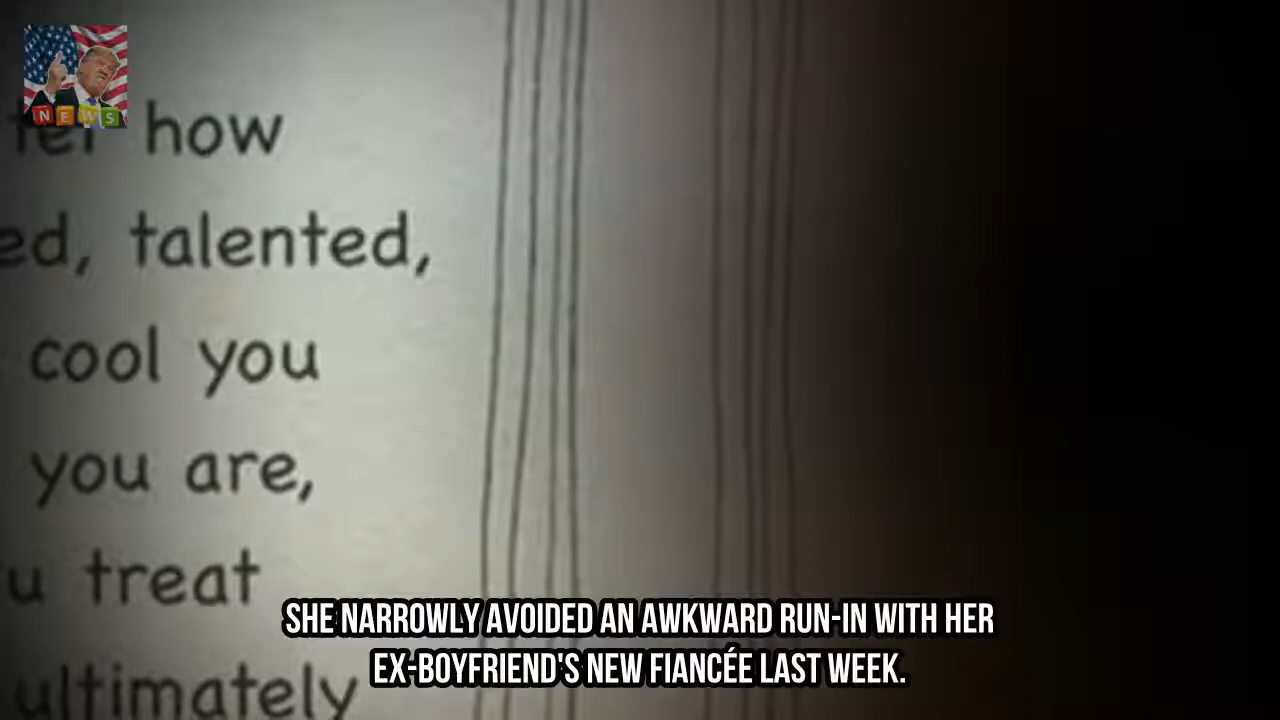 NEWS
how
talented,
cool you
you are,
treat
ultimately
SHE NARROWLY AVOIDED AN AWKWARD RUN-IN WITH HER
EX-BOYFRIEND'S NEW FIANCÉE LAST WEEK.